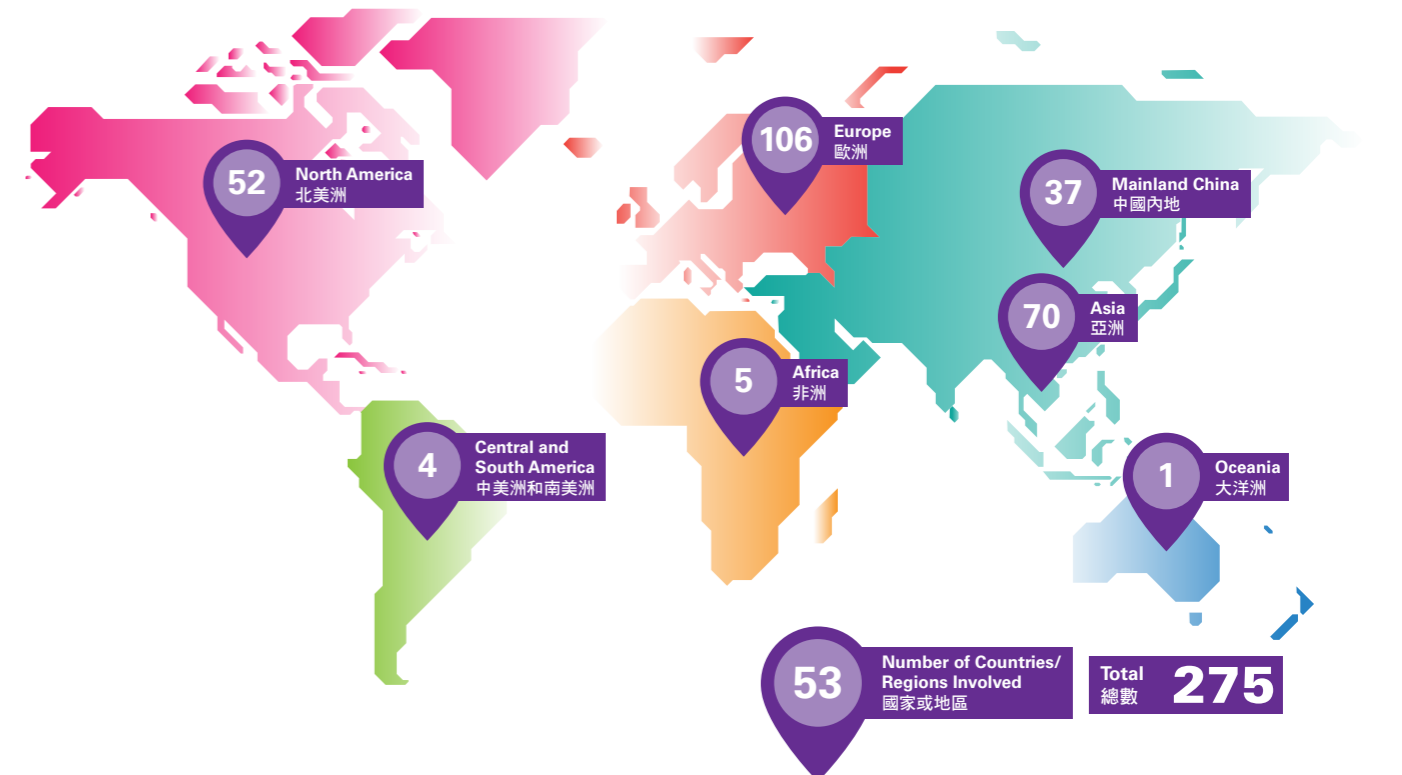 106
Europe
歐洲
52
North America
北美洲
37
Mainland China
中國內地
70
Asia
亞洲
5
Africa
非洲
4
Central and
South America
中美洲和南美洲
1
Oceania
大洋洲
53
Number of Countries/
Regions Involved
國家或地區
Total
總數
275